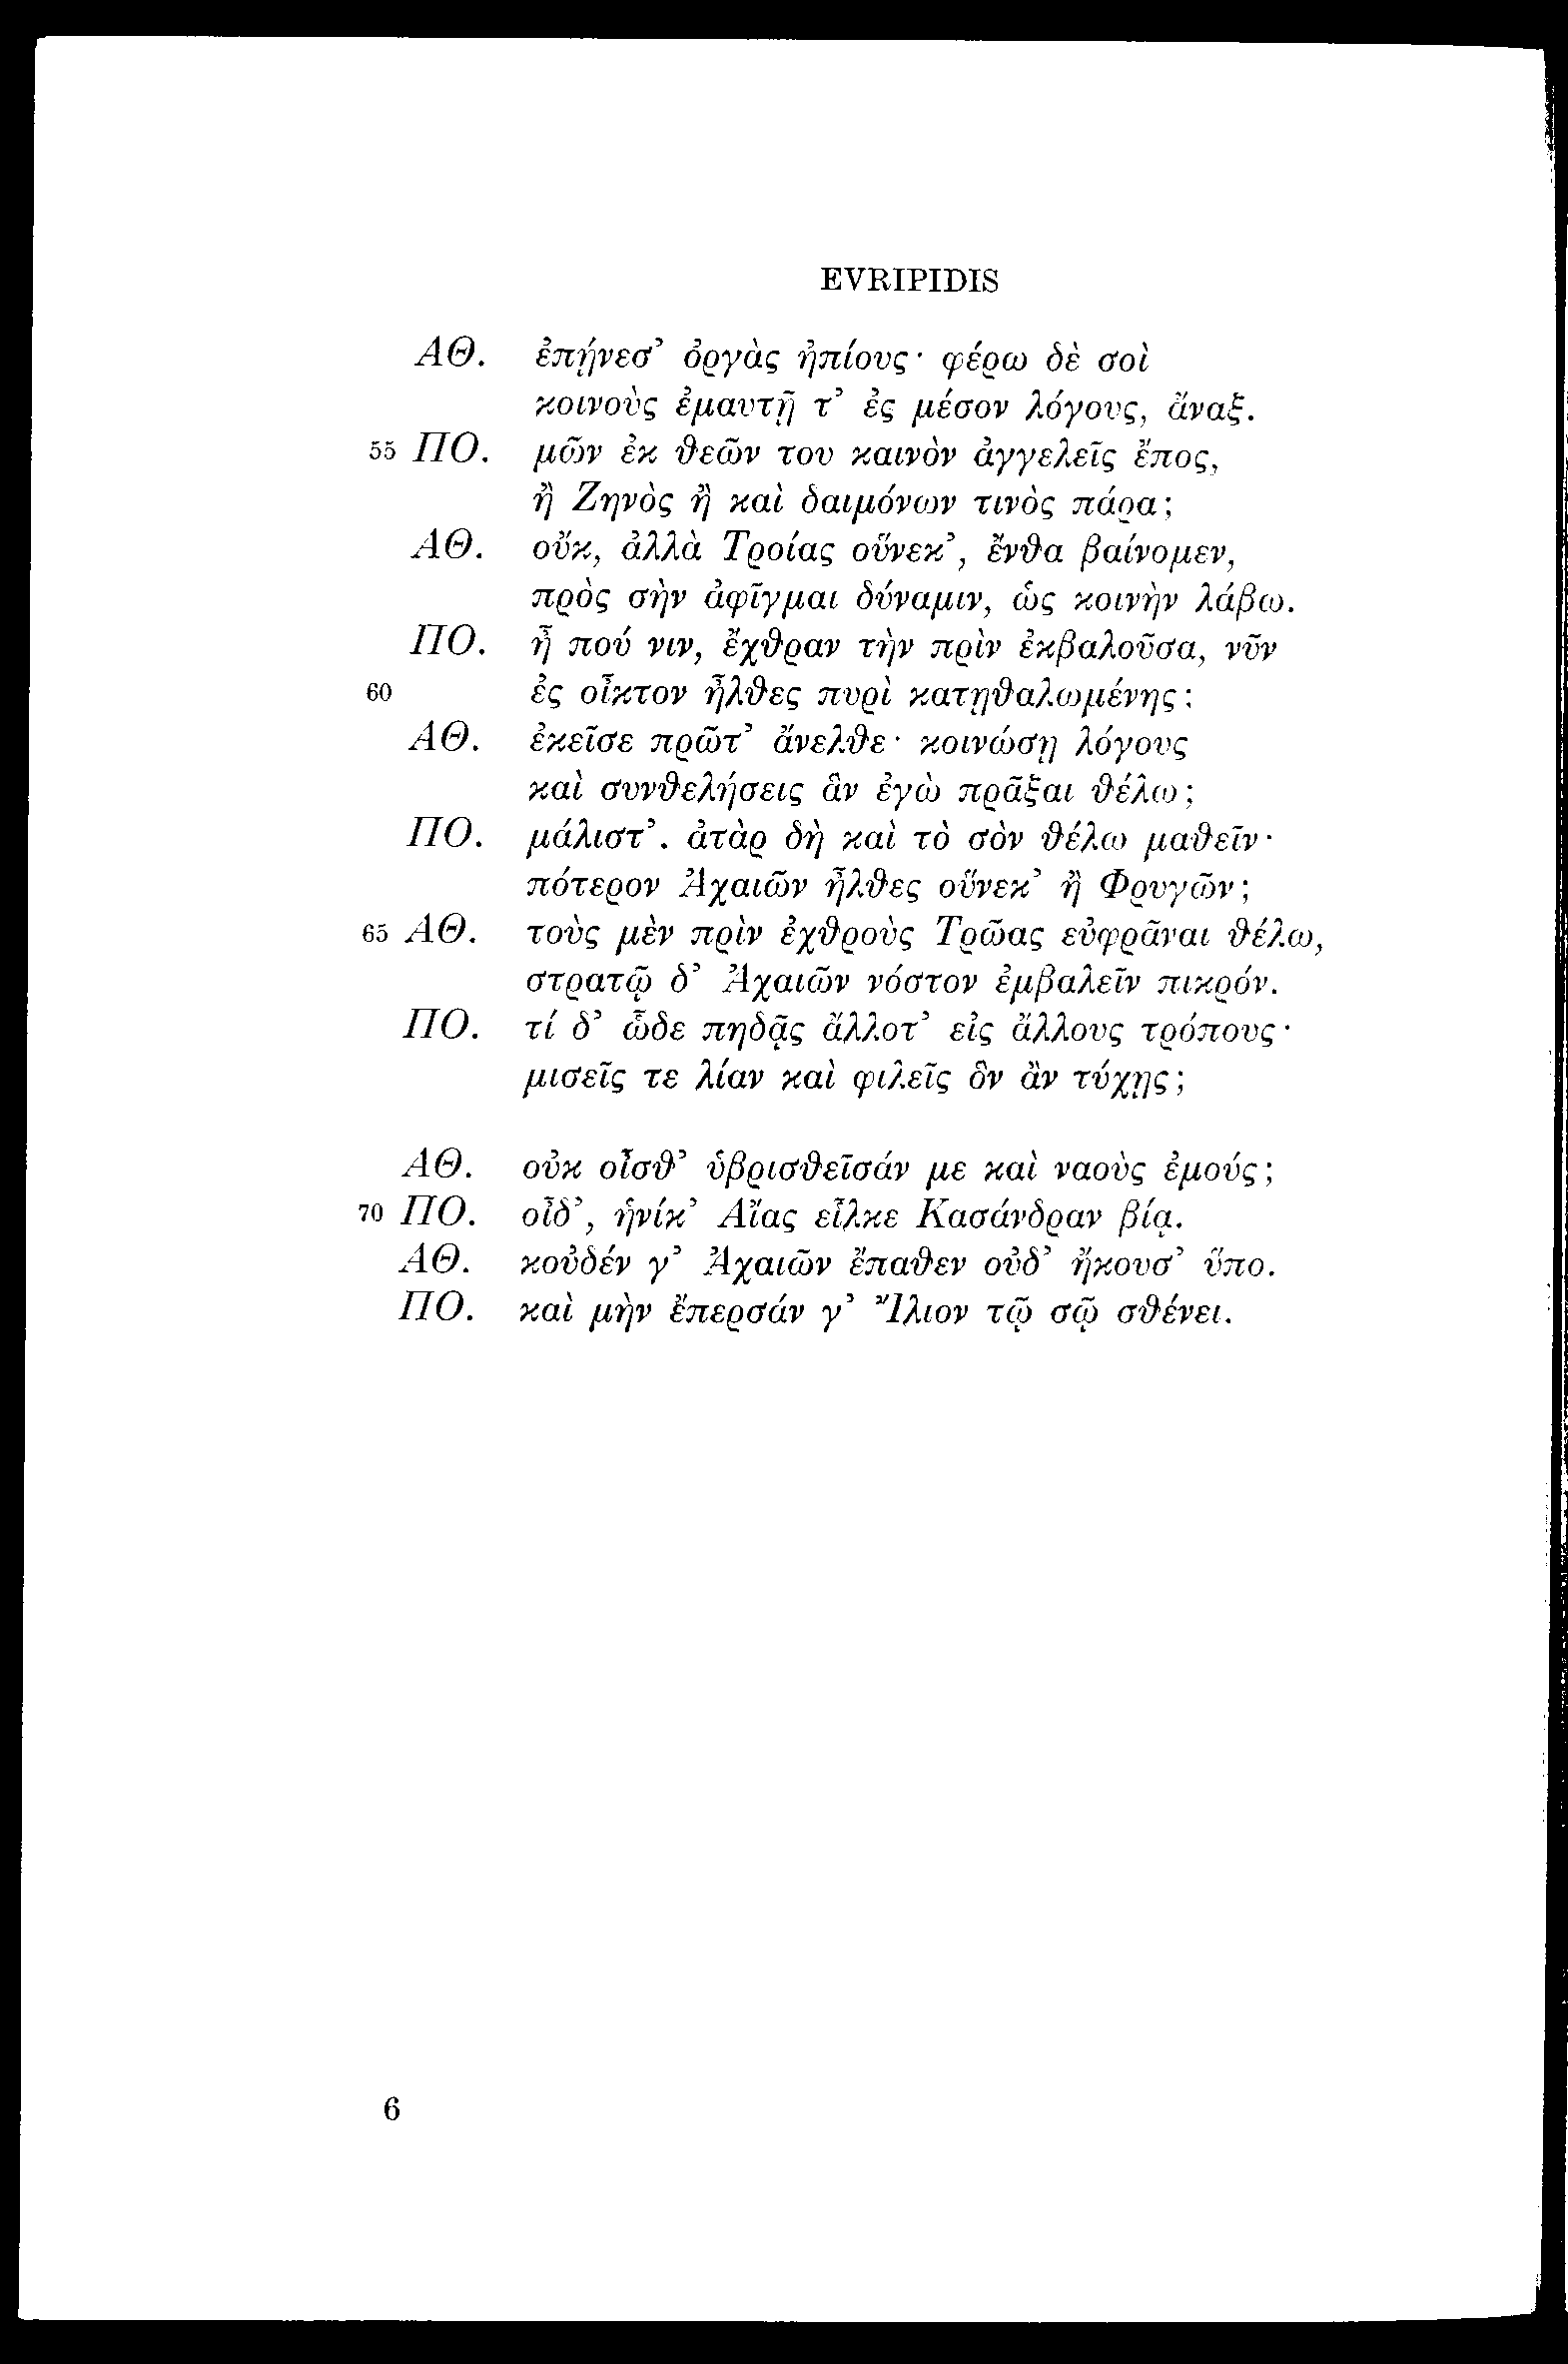 EVRIPIDIS
ΑΘ. ἐπῄνεσ’ ὀργὰς ἠπίους· φέρω δὲ σοὶ
κοινοὺς ἐμαυτῇ τ’ ἐς μέσον λόγους, ἄναξ.
55 ΠΟ. μῶν ἐκ θεῶν του καινὸν ἀγγελεῖς ἔπος,
ἢ Ζηνὸς ἢ καὶ δαιμόνων τινὸς πάρα;
ΑΘ. οὔκ, ἀλλὰ Τροίας οὕνεκ’, ἔνθα βαίνομεν,
πρὸς σὴν ἀφῖγμαι δύναμιν, ὡς κοινὴν λάβω.
ΠΟ. ἦ πού νιν, ἔχθραν τὴν πρὶν ἐκβαλοῦσα, νῦν
60 ἐς οἶκτον ἦλθες πυρὶ κατῃθαλωμένης;
ΑΘ. ἐκεῖσε πρῶτ’ ἄνελθε· κοινώσῃ λόγους
καὶ συνθελήσεις ἃν ἐγὼ πρᾶξαι θέλω;
ΠΟ. μάλιστ’. ἀτὰρ δὴ καὶ τὸ σὸν θέλω μαθεῖν·
πότερον Ἀχαιῶν ἦλθες οὕνεκ’ ἢ Φρυγῶν;
65 ΑΘ. τοὺς μὲν πρὶν ἐχθροὺς Τρῶας εὐφρᾶναι θέλω,
στρατῷ δ’ Ἀχαιῶν νόστον ἐμβαλεῖν πικρόν.
ΠΟ. τί δ’ ὧδε πηδᾷς ἄλλοτ’ εἰς ἄλλους τρόπους·
μισεῖς τε λίαν καὶ φιλεῖς ὃν ἂν τύχῃς;
ΑΘ. οὐκ οἶσθ’ ὑβρισθεῖσάν με καὶ ναοὺς ἐμούς;
70 ΠΟ. οἶδ’, ἡνίκ’ Αἴας εἷλκε Κασάνδραν βίᾳ.
ΑΘ. κοὐδέν γ’ Ἀχαιῶν ἔπαθεν οὐδ’ ἤκουσ’ ὕπο.
ΠΟ. καὶ μὴν ἔπερσάν γ’ Ἴλιον τῷ σῷ σθένει.
6